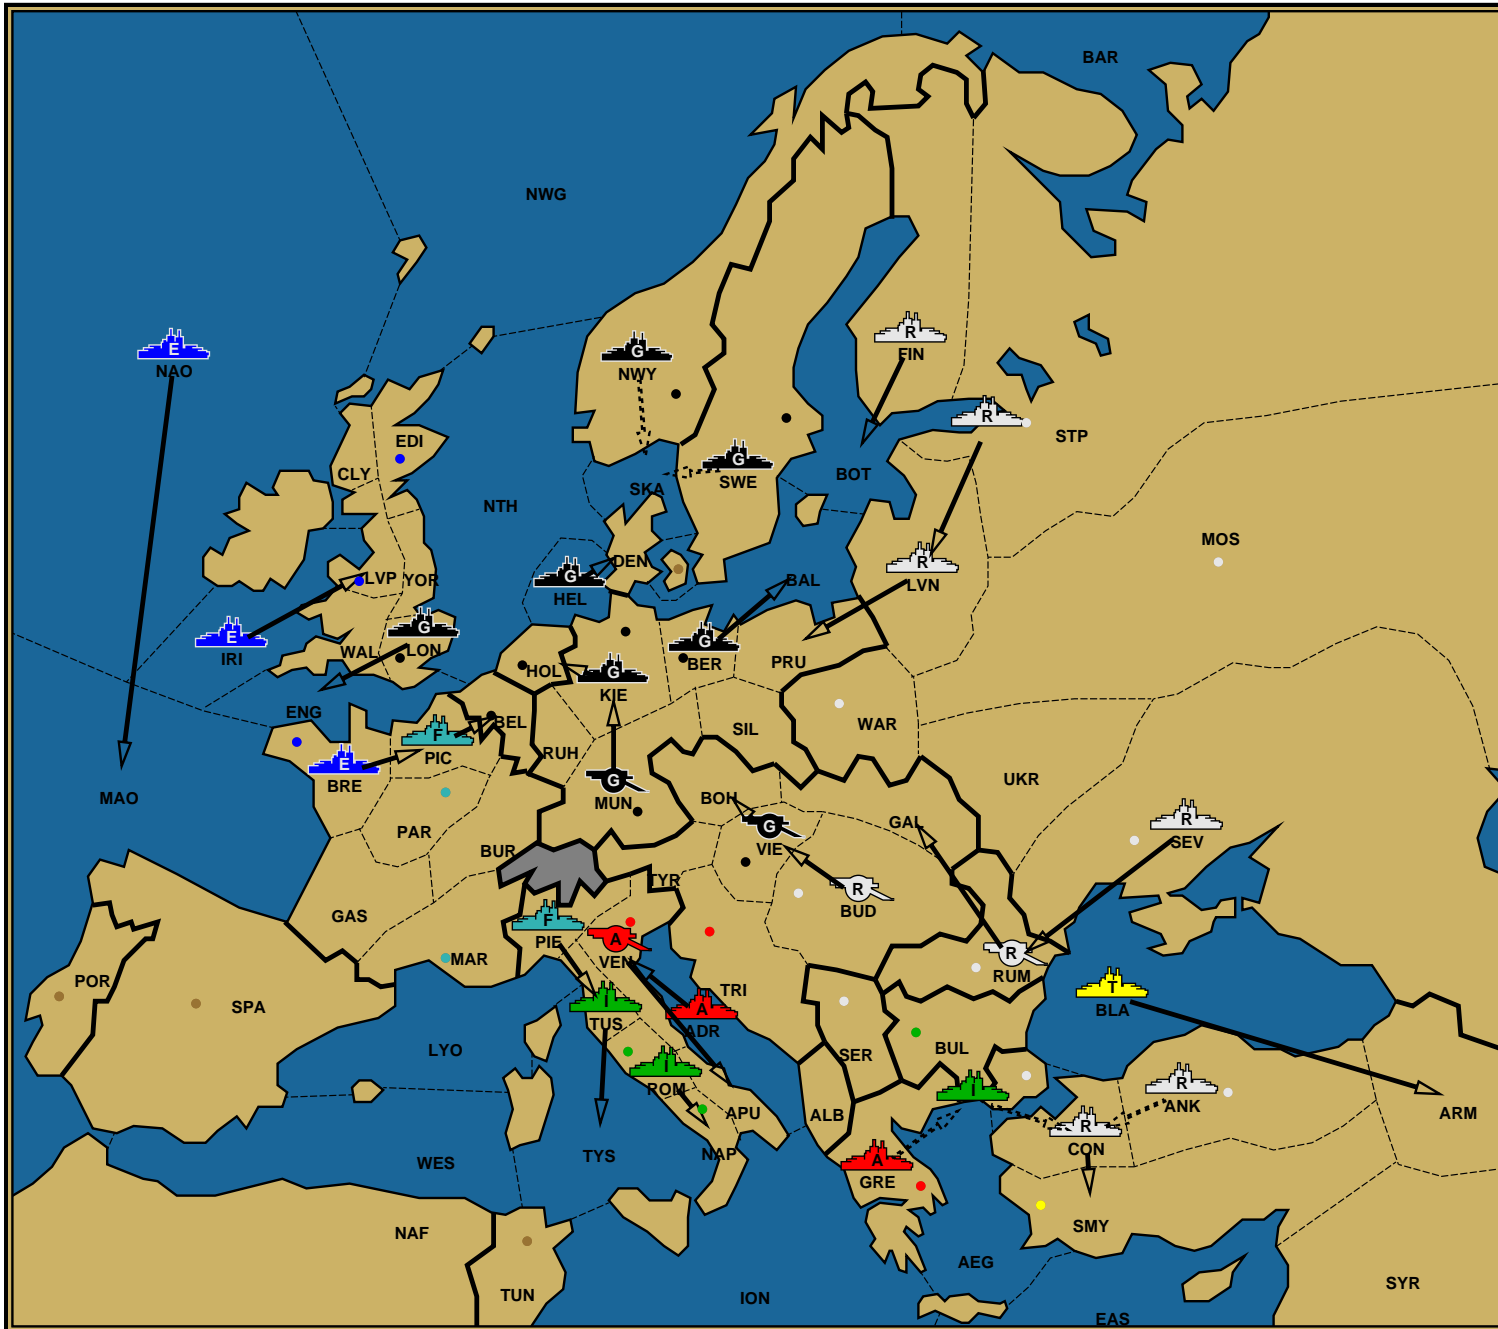 BAR
NWG
R
FIN
E
NAO
G
NWY
R
STP
EDI
CLY
G
SWE
BOT
SKA
NTH
MOS
DEN
G
HEL
BAL
R
LVN
LVP
YOR
E
IRI
G
LON
WAL
G
BER
PRU
HOL
G
KIE
ENG
BEL
WAR
F
PIC
SIL
RUH
E
BRE
G
MUN
UKR
MAO
BOH
PAR
G
VIE
GAL
R
SEV
BUR
TYR
R
BUD
GAS
F
PIE
A
VEN
MAR
R
RUM
POR
SPA
TRI
I
TUS
A
ADR
T
BLA
LYO
SER
BUL
I
ROM
I
R
ANK
APU
ALB
ARM
R
CON
NAP
WES
TYS
A
GRE
SMY
NAF
AEG
SYR
TUN
ION
EAS